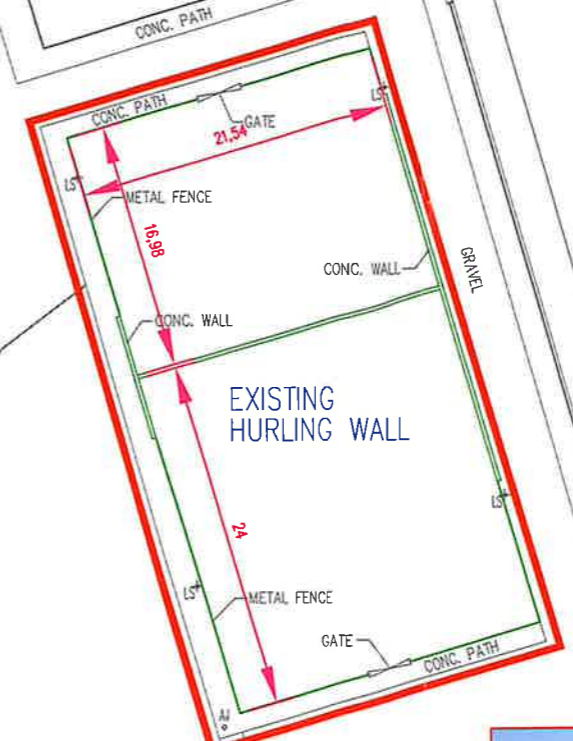 CONC. PATH
CONC. PATH
GATE
LS
21,54
LS
METAL FENCE
16,98
CONC. WALL
GRAVEL
CONC. WALL
EXISTING
HURLING WALL
LS
24
LS
METAL FENCE
GATE
CONC. PATH
AJ